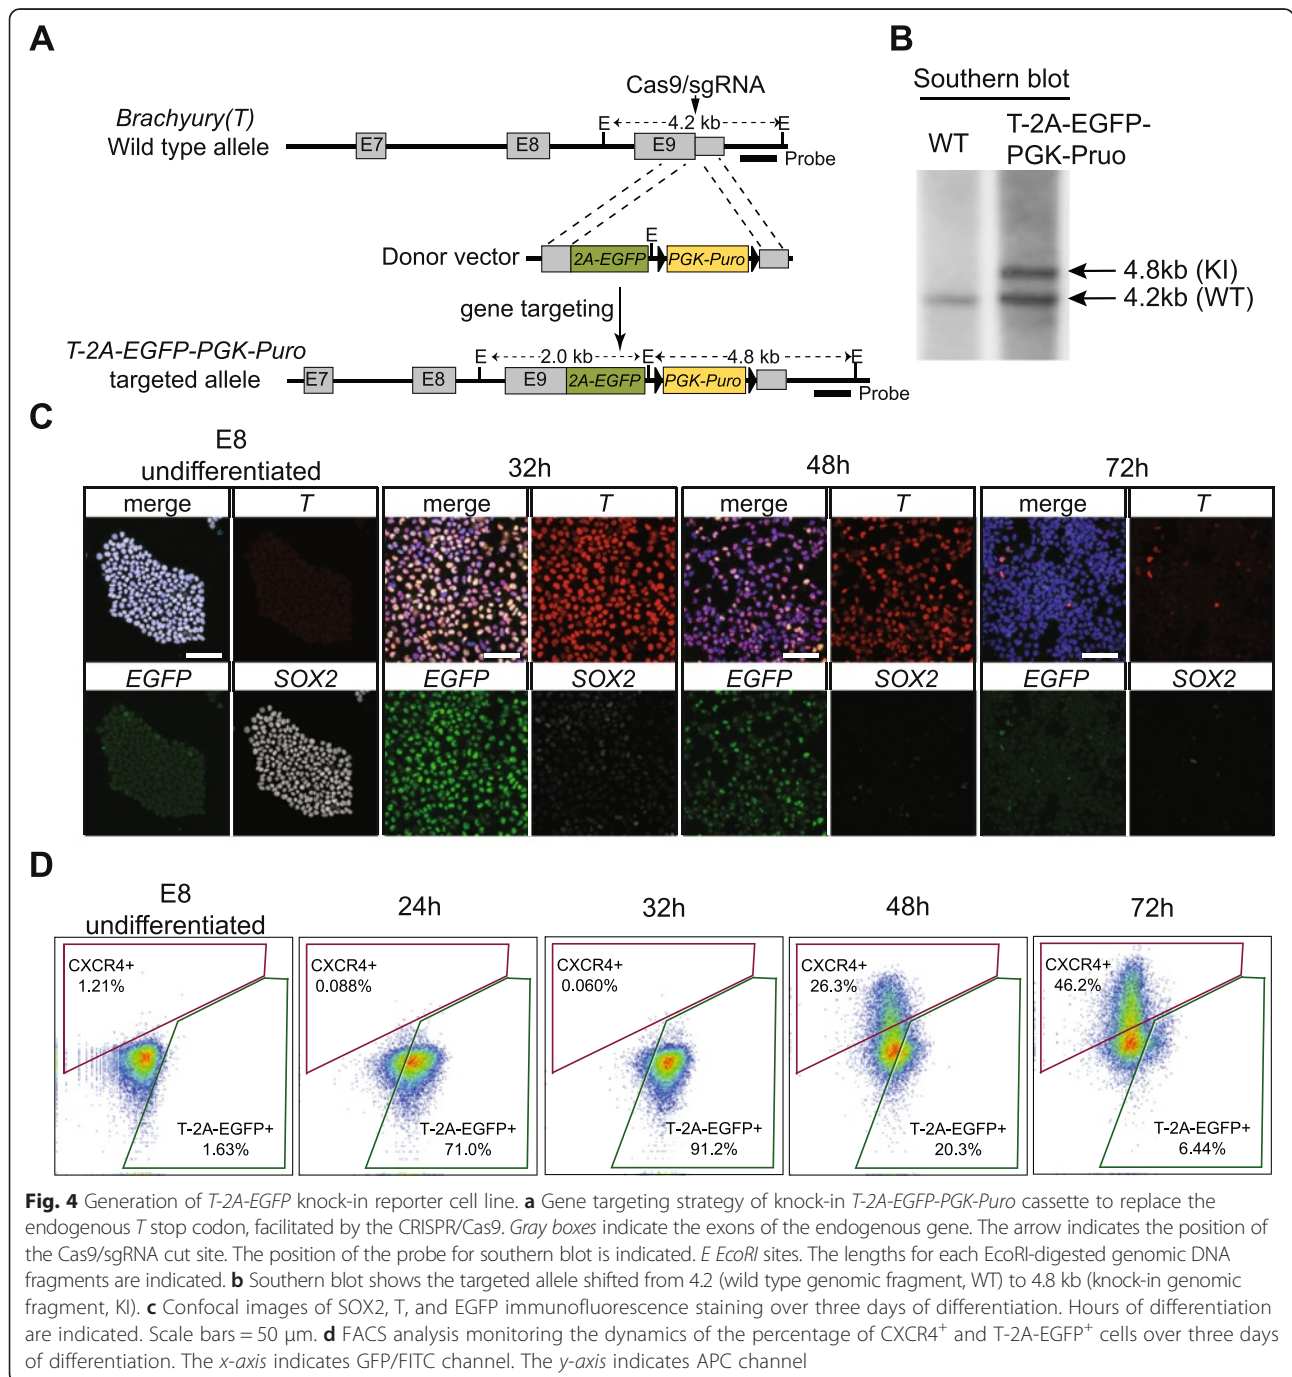 A
Cas9/sgRNA
Brachyury(T)
Wild type allele
E 4.2 kb E
E7 E8 E9
Probe
Donor vector
E
2A-EGFP PGK-Puro
gene targeting
T-2A-EGFP-PGK-Puro
targeted allele
E 2.0 kb E 4.8 kb E
E7 E8 E9 2A-EGFP PGK-Puro
Probe
B
Southern blot
WT
T-2A-EGFP-
PGK-Pruo
4.8kb (KI)
4.2kb (WT)
C
E8
undifferentiated
32h
48h
72h
merge T merge T merge T merge T
EGFP SOX2 EGFP SOX2 EGFP SOX2 EGFP SOX2
D
E8
undifferentiated
24h
32h
48h
72h
CXCR4+
1.21%
T-2A-EGFP+
1.63%
CXCR4+
0.088%
T-2A-EGFP+
71.0%
CXCR4+
0.060%
T-2A-EGFP+
91.2%
CXCR4+
26.3%
T-2A-EGFP+
20.3%
CXCR4+
46.2%
T-2A-EGFP+
6.44%
Fig. 4 Generation of T-2A-EGFP knock-in reporter cell line. a Gene targeting strategy of knock-in T-2A-EGFP-PGK-Puro cassette to replace the
endogenous T stop codon, facilitated by the CRISPR/Cas9. Gray boxes indicate the exons of the endogenous gene. The arrow indicates the position of
the Cas9/sgRNA cut site. The position of the probe for southern blot is indicated. E EcoRI sites. The lengths for each EcoRI-digested genomic DNA
fragments are indicated. b Southern blot shows the targeted allele shifted from 4.2 (wild type genomic fragment, WT) to 4.8 kb (knock-in genomic
fragment, KI). c Confocal images of SOX2, T, and EGFP immunofluorescence staining over three days of differentiation. Hours of differentiation
are indicated. Scale bars = 50 μm. d FACS analysis monitoring the dynamics of the percentage of CXCR4⁺ and T-2A-EGFP⁺ cells over three days
of differentiation. The x-axis indicates GFP/FITC channel. The y-axis indicates APC channel